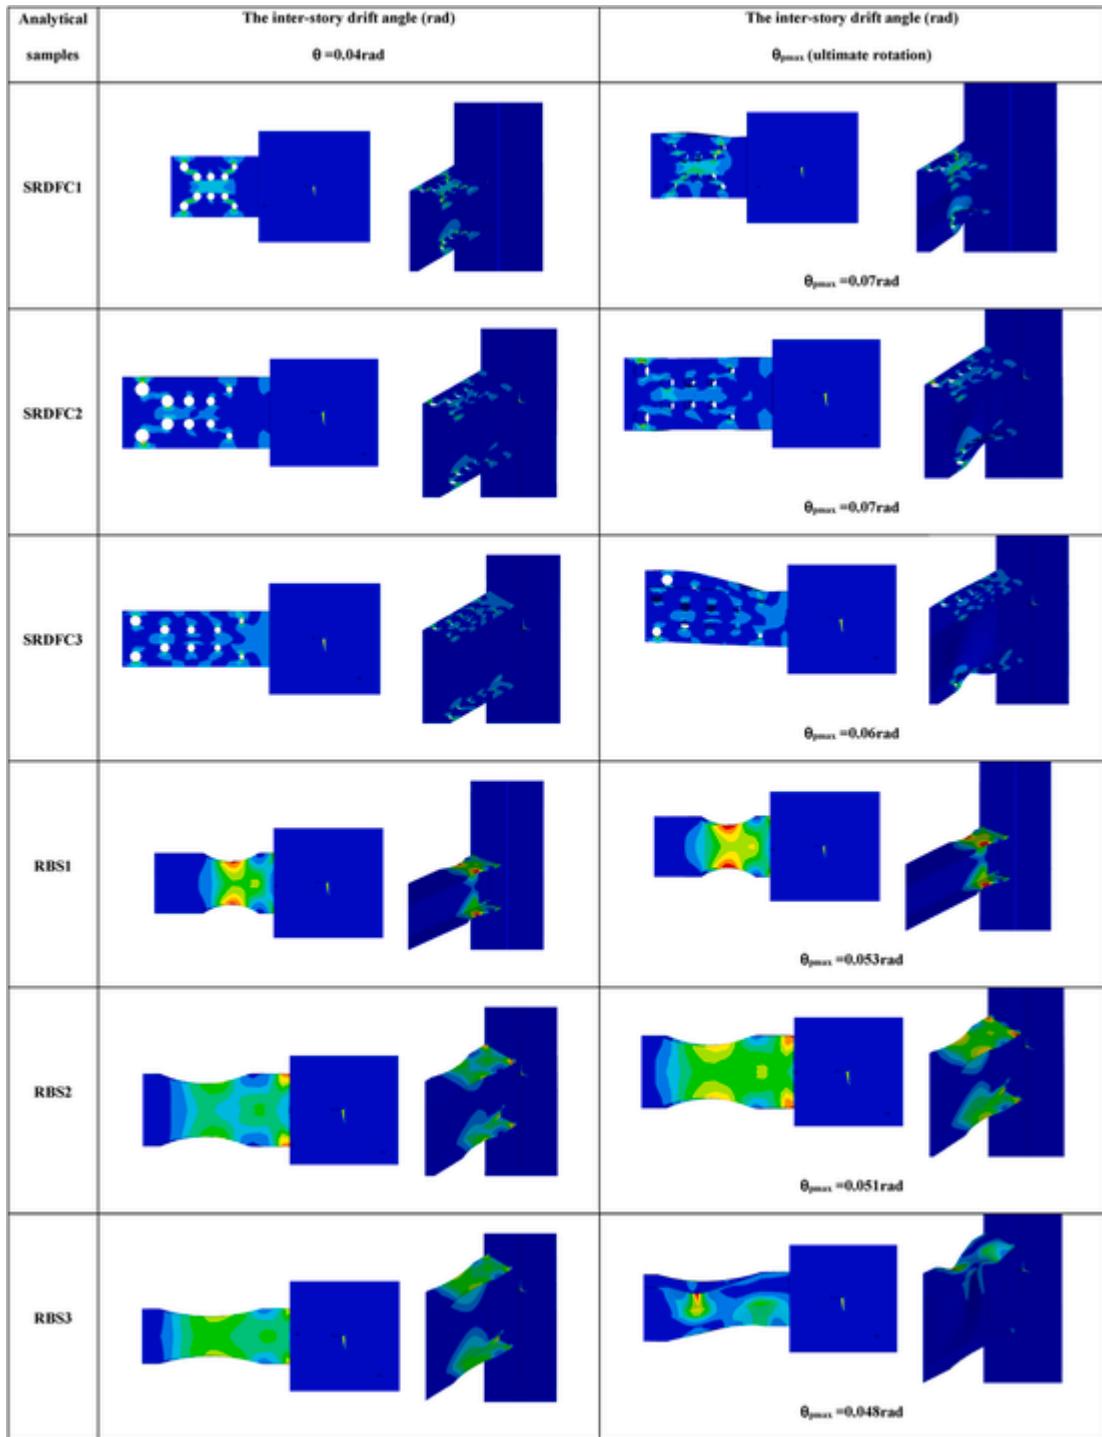 Analytical samples
The inter-story drift angle (rad)
θ =0.04rad
The inter-story drift angle (rad)
θpmax (ultimate rotation)
SRDFC1
θpmax =0.07rad
SRDFC2
θpmax =0.07rad
SRDFC3
θpmax =0.06rad
RBS1
θpmax =0.053rad
RBS2
θpmax =0.051rad
RBS3
θpmax =0.048rad